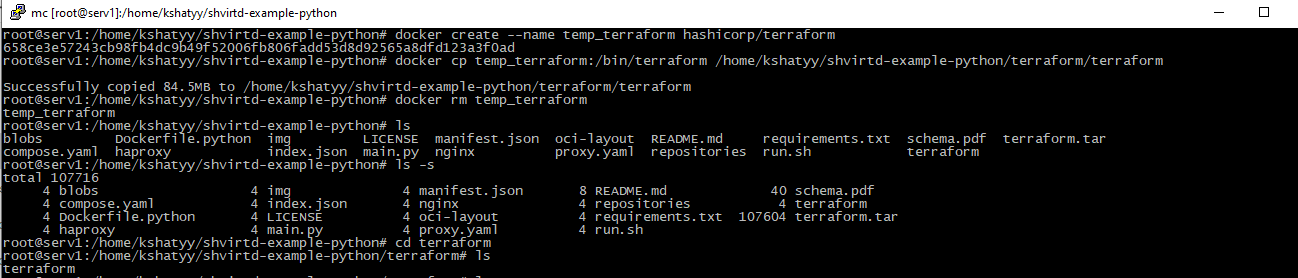 mc [root@serv1]:/home/kshatyy/shvirtd-example-python
root@serv1:/home/kshatyy/shvirtd-example-python# docker create --name temp_terraform hashicorp/terraform
658ce3e57243cb98fb4dc9b49f52006fb806fadd53d8d92565a8dfd123a3f0ad
root@serv1:/home/kshatyy/shvirtd-example-python# docker cp temp_terraform:/bin/terraform /home/kshatyy/shvirtd-example-python/terraform/terraform
Successfully copied 84.5MB to /home/kshatyy/shvirtd-example-python/terraform/terraform
root@serv1:/home/kshatyy/shvirtd-example-python# docker rm temp_terraform
temp_terraform
root@serv1:/home/kshatyy/shvirtd-example-python# ls
blobs Dockerfile.python img LICENSE manifest.json oci-layout README.md requirements.txt schema.pdf terraform.tar
compose.yaml haproxy index.json main.py nginx proxy.yaml repositories run.sh terraform
root@serv1:/home/kshatyy/shvirtd-example-python# ls -s
total 107716
4 blobs 4 img 4 manifest.json 8 README.md 40 schema.pdf
4 compose.yaml 4 index.json 4 nginx 4 repositories 4 terraform
4 Dockerfile.python 4 LICENSE 4 oci-layout 4 requirements.txt 107604 terraform.tar
4 haproxy 4 main.py 4 proxy.yaml 4 run.sh
root@serv1:/home/kshatyy/shvirtd-example-python# cd terraform
root@serv1:/home/kshatyy/shvirtd-example-python/terraform# ls
terraform